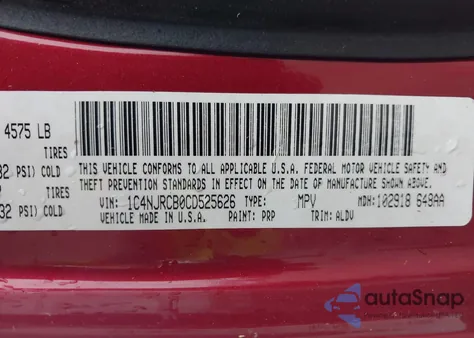 4575 LB
TIRES
32 PSI) COLD
TIRES
32 PSI) COLD
THIS VEHICLE CONFORMS TO ALL APPLICABLE U.S.A. FEDERAL MOTOR VEHICLE SAFETY AND
THEFT PREVENTION STANDARDS IN EFFECT ON THE DATE OF MANUFACTURE SHOWN ABOVE.
VIN: 1C4NJRCB0CD525626 TYPE: MPV MDH: 102918 648AA
VEHICLE MADE IN U.S.A. PAINT: PRP TRIM: ALDV
autoSnap